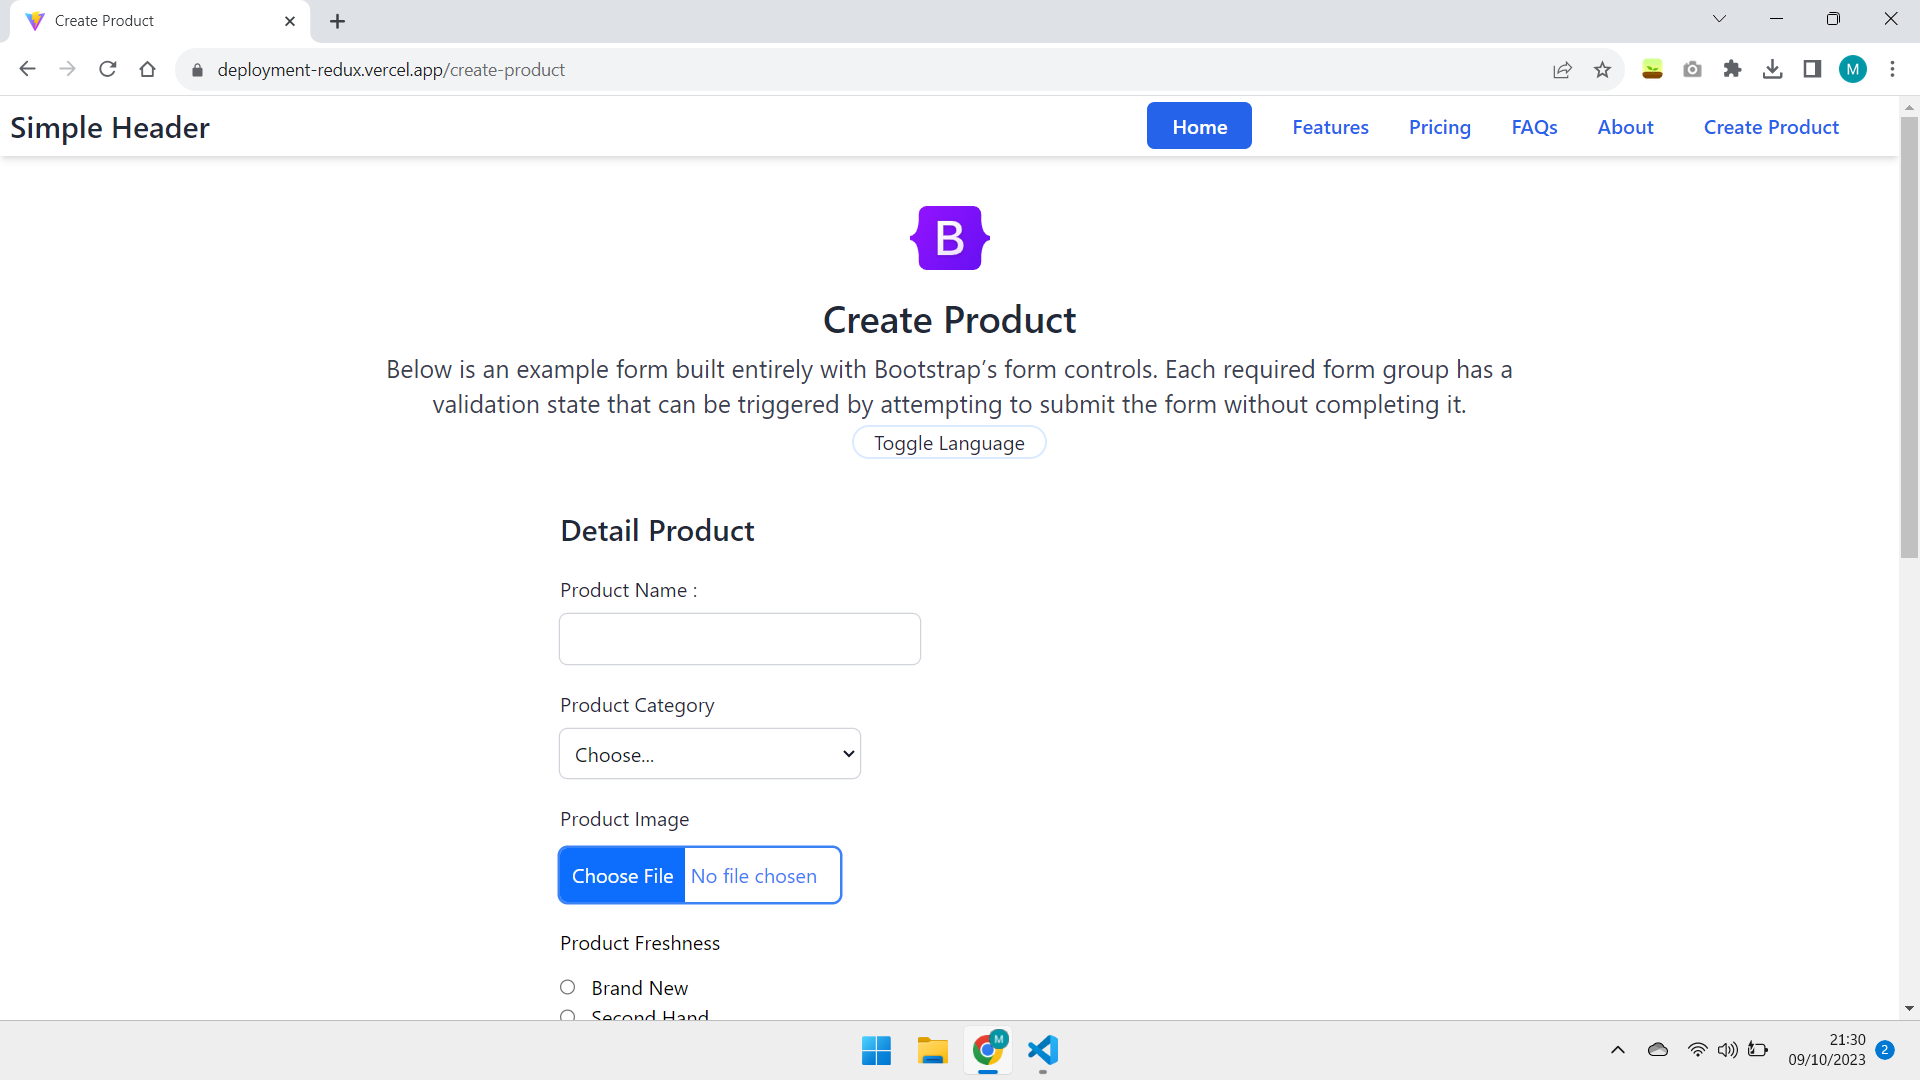 Create Product
deployment-redux.vercel.app/create-product
M
Simple Header
Home
Features
Pricing
FAQs
About
Create Product
B
Create Product
Below is an example form built entirely with Bootstrap’s form controls. Each required form group has a
validation state that can be triggered by attempting to submit the form without completing it.
Toggle Language
Detail Product
Product Name :
Product Category
Choose...
Product Image
Choose File No file chosen
Product Freshness
Brand New
Second Hand
M
21:30
09/10/2023
2